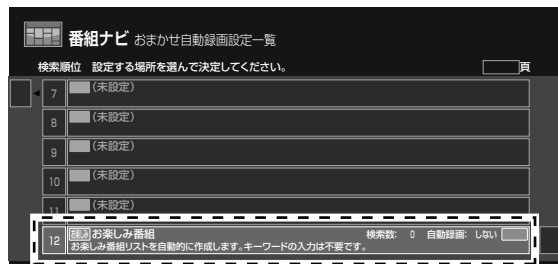 番組ナビ おまかせ自動録画設定一覧
検索順位 設定する場所を選んで決定してください。 頁
7 (未設定)
8 (未設定)
9 (未設定)
10 (未設定)
11 (未設定)
12 お楽しみ番組 検索数: 0 自動録画: しない
お楽しみ番組リストを自動的に作成します。キーワードの入力は不要です。